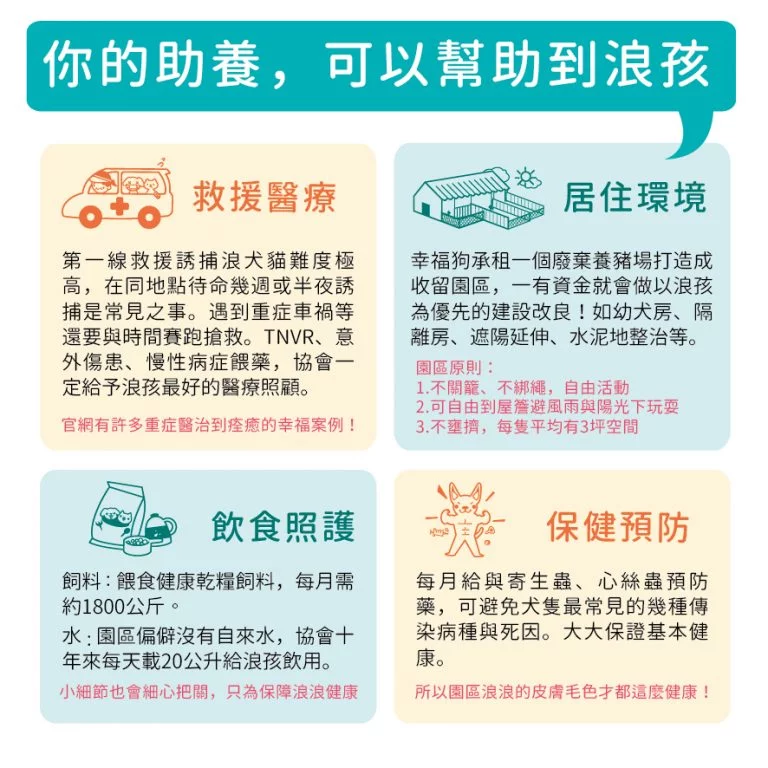 你的助養，可以幫助到浪孩
救援醫療
第一線救援誘捕浪犬貓難度極
高，在同地點待命幾週或半夜誘
捕是常見之事。遇到重症車禍等
還要與時間賽跑搶救。TNVR、意
外傷患、慢性病症餵藥，協會一
定給予浪孩最好的醫療照顧。
官網有許多重症醫治到痊癒的幸福案例！
居住環境
幸福狗承租一個廢棄養豬場打造成
收留園區，一有資金就會做以浪孩
為優先的建設改良！如幼犬房、隔
離房、遮陽延伸、水泥地整治等。
園區原則：
1.不關籠、不綁繩，自由活動
2.可自由到屋簷避風雨與陽光下玩耍
3.不壅擠，每隻平均有3坪空間
飲食照護
飼料：餵食健康乾糧飼料，每月需
約1800公斤。
水：園區偏僻沒有自來水，協會十
年來每天載20公升給浪孩飲用。
小細節也會細心把關，只為保障浪浪健康
保健預防
每月給與寄生蟲、心絲蟲預防
藥，可避免犬隻最常見的幾種傳
染病種與死因。大大保證基本健
康。
所以園區浪浪的皮膚毛色才都這麼健康！